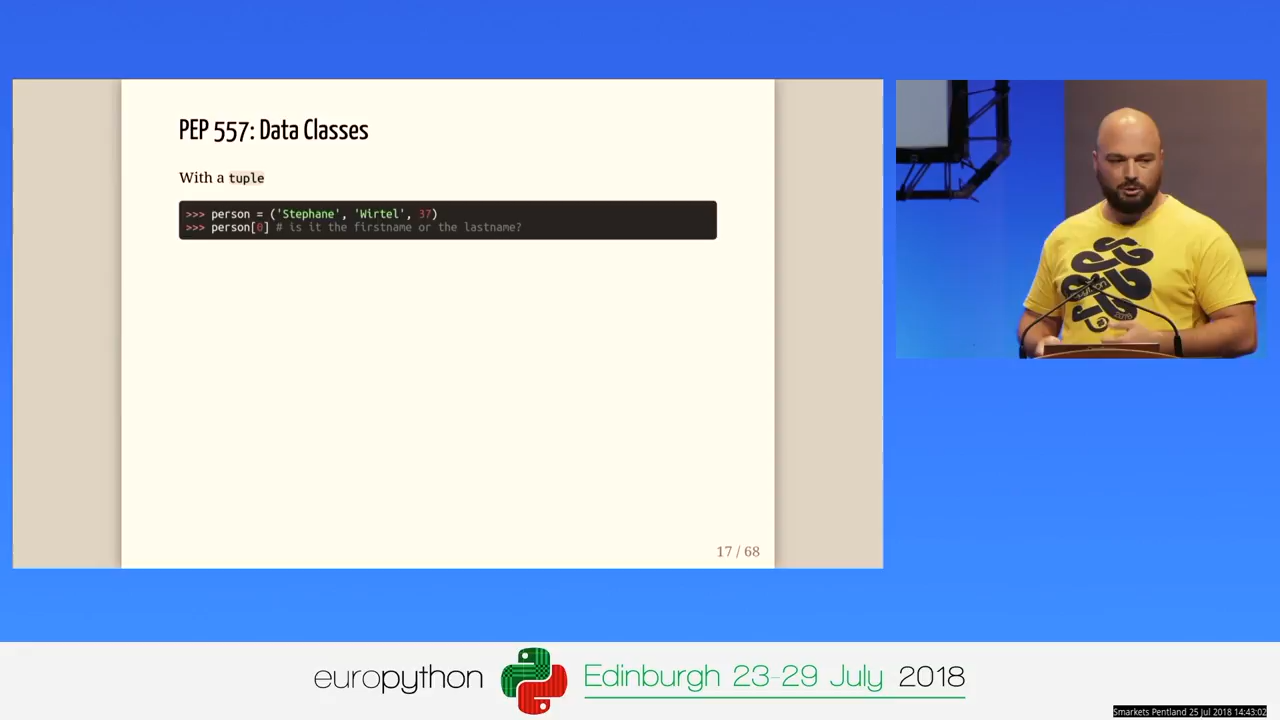 PEP 557: Data Classes
With a tuple
>>> person = ('Stephane', 'Wirtel', 37)
>>> person[0] # is it the firstname or the lastname?
17 / 68
2018
europython Edinburgh 23-29 July 2018
Smarkets Pentland 25 Jul 2018 14:43:02